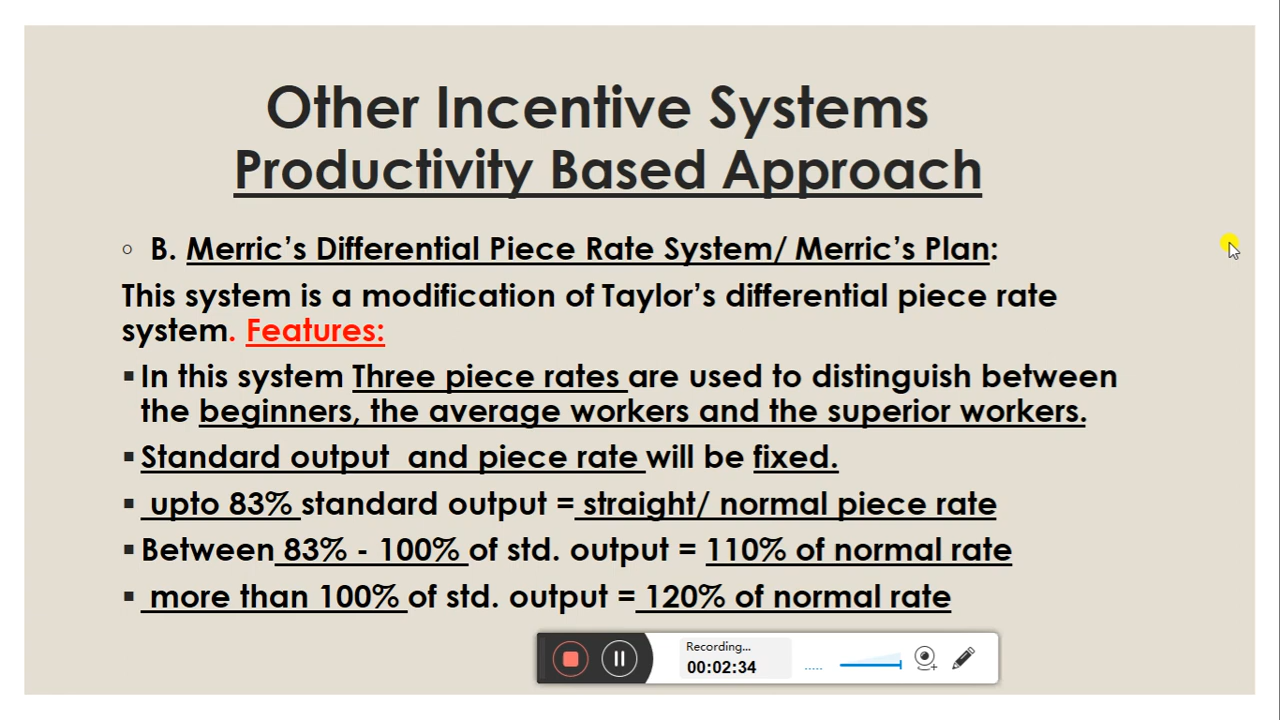 Other Incentive Systems
Productivity Based Approach
B. Merric’s Differential Piece Rate System/ Merric’s Plan:
This system is a modification of Taylor’s differential piece rate
system. Features:
In this system Three piece rates are used to distinguish between
the beginners, the average workers and the superior workers.
Standard output and piece rate will be fixed.
upto 83% standard output = straight/ normal piece rate
Between 83% - 100% of std. output = 110% of normal rate
more than 100% of std. output = 120% of normal rate
Recording...
00:02:34